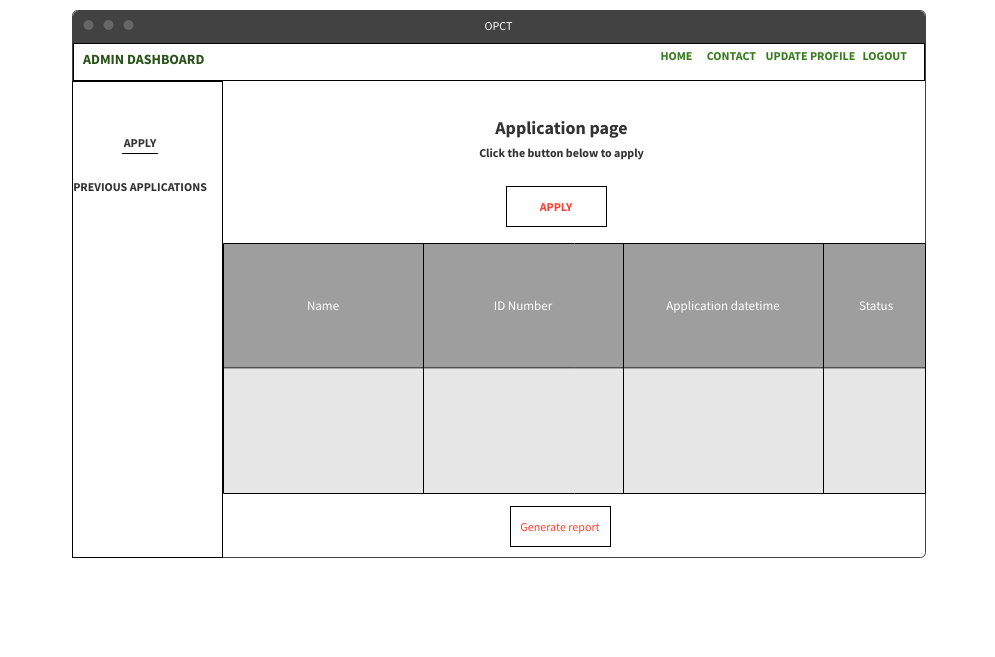 OPCT
ADMIN DASHBOARD
HOME CONTACT UPDATE PROFILE LOGOUT
APPLY
PREVIOUS APPLICATIONS
Application page
Click the button below to apply
APPLY
Name ID Number Application datetime Status
Generate report